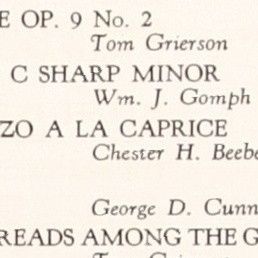 E OP. 9 No. 2
Tom Grierson
C SHARP MINOR
Wm. J. Gomph
ZO A LA CAPRICE
Chester H. Beebe
George D. Cunn
READS AMONG THE G